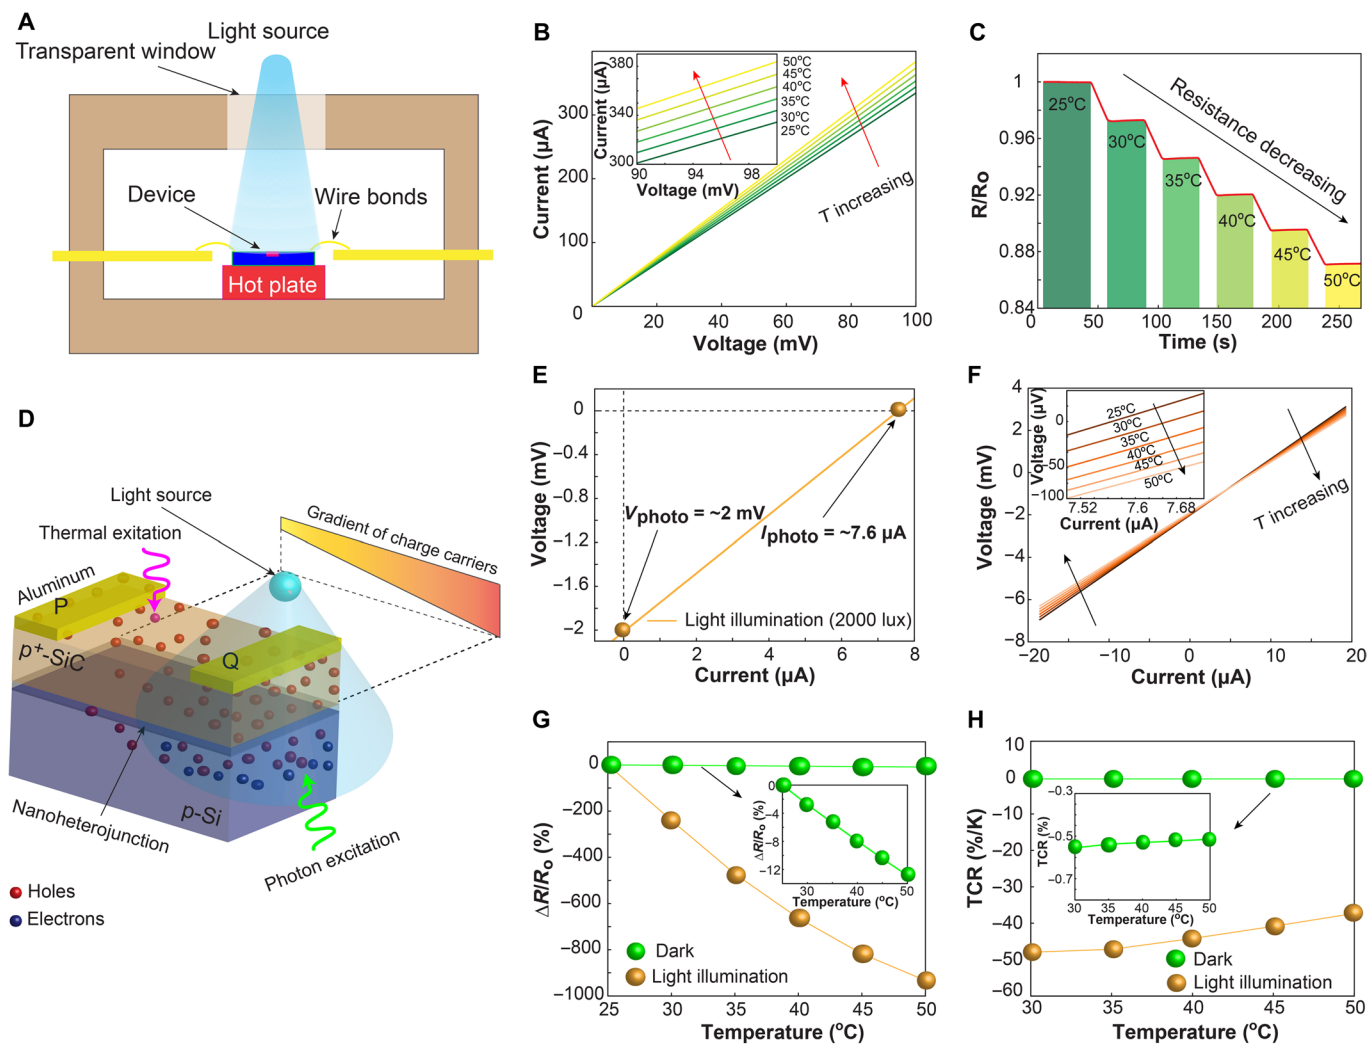 A
Light source
Transparent window
Device
Wire bonds
Hot plate
B
Current (µA)
300
200
100
0
20
40
60
80
100
Voltage (mV)
T increasing
Current (µA)
380
340
300
90
94
98
Voltage (mV)
50°C
45°C
40°C
35°C
30°C
25°C
C
R/Ro
1
0.96
0.92
0.88
0.84
0
50
100
150
200
250
Time (s)
25°C
30°C
35°C
40°C
45°C
50°C
Resistance decreasing
D
Light source
Thermal exitation
Gradient of charge carriers
Aluminum
P
Q
p⁺-SiC
p-Si
Nanoheterojunction
Photon excitation
Holes
Electrons
E
Voltage (mV)
0
−0.4
−0.8
−1.2
−1.6
−2
0
2
4
6
8
Current (µA)
Vphoto = ~2 mV
Iphoto = ~7.6 µA
Light illumination (2000 lux)
F
Voltage (mV)
4
2
0
−2
−4
−6
−8
−20
−10
0
10
20
Current (µA)
T increasing
Voltage (µV)
0
−50
−100
7.52
7.6
7.68
Current (µA)
25°C
30°C
35°C
40°C
45°C
50°C
G
ΔR/Ro (%)
0
−200
−400
−600
−800
−1000
25
30
35
40
45
50
Temperature (°C)
Dark
Light illumination
ΔR/Ro (%)
0
−4
−8
−12
30
40
50
Temperature (°C)
H
TCR (%/K)
10
0
−10
−20
−30
−40
−50
−60
30
35
40
45
50
Temperature (°C)
Dark
Light illumination
TCR (%)
−0.3
−0.5
−0.7
30
35
40
45
50
Temperature (°C)